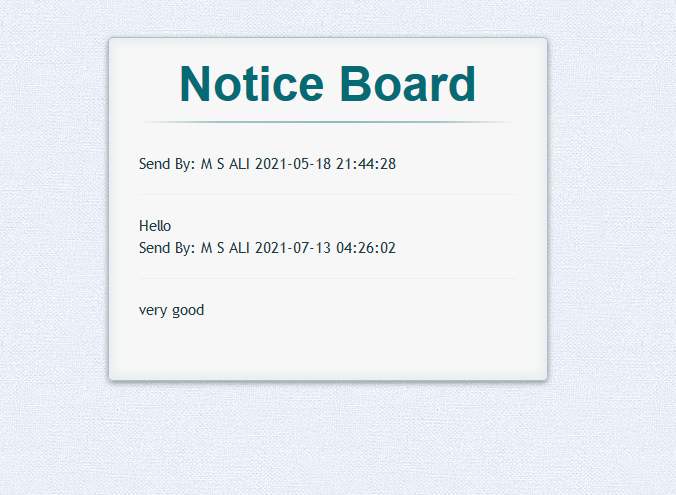 Notice Board
Send By: M S ALI 2021-05-18 21:44:28
Hello
Send By: M S ALI 2021-07-13 04:26:02
very good